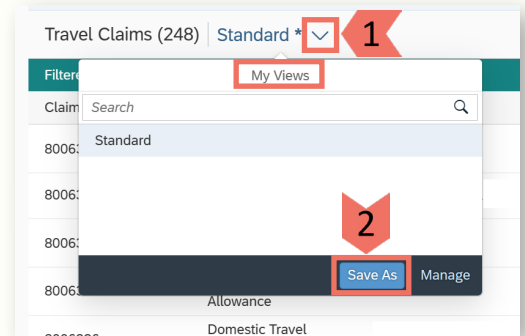 Travel Claims (248) Standard * 1
Filtere
My Views
Claim
Search
Standard
8006
8006
8006
2
Save As Manage
8006
Allowance
Domestic Travel